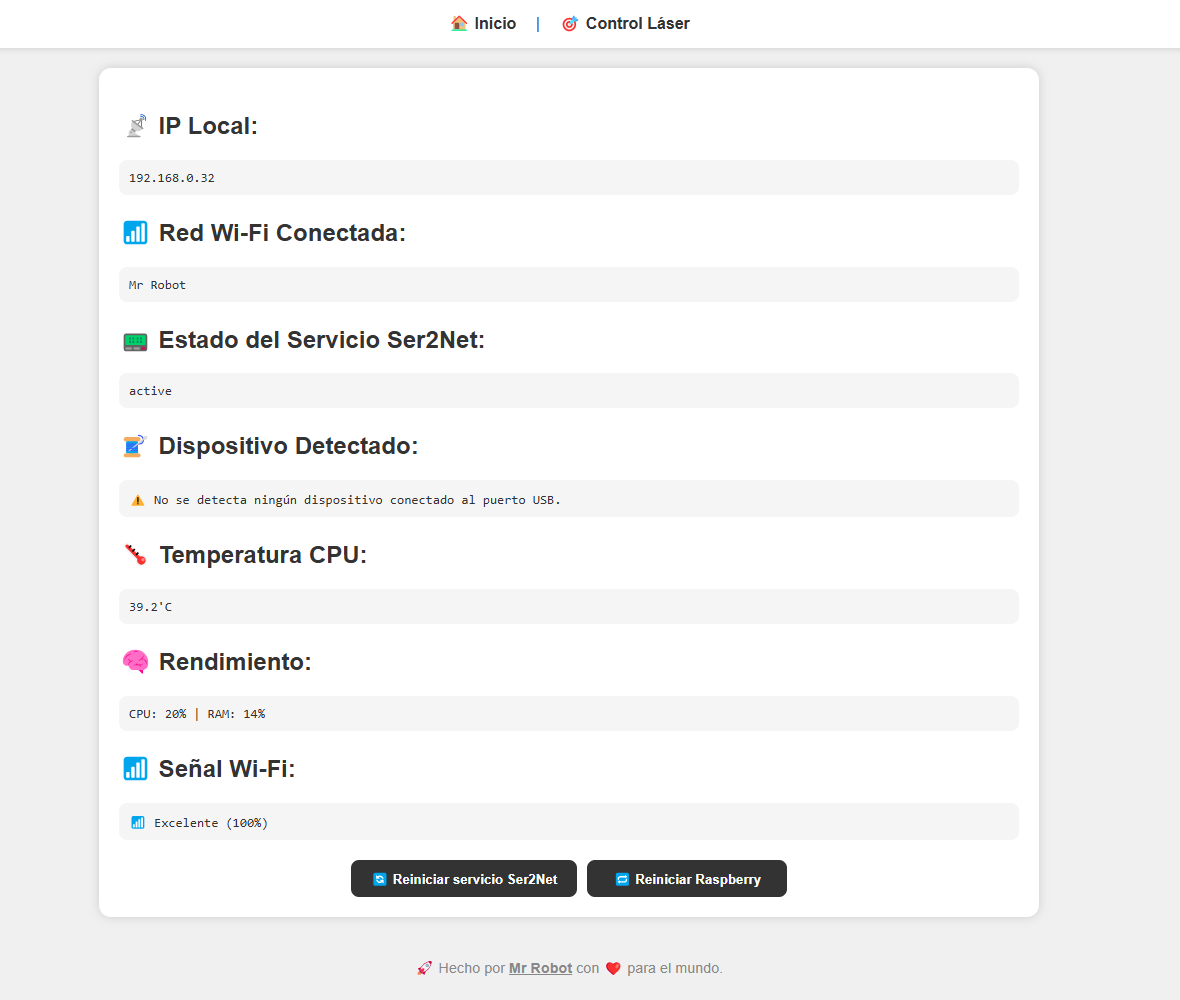 Inicio | Control Láser
IP Local:
192.168.0.32
Red Wi-Fi Conectada:
Mr Robot
Estado del Servicio Ser2Net:
active
Dispositivo Detectado:
No se detecta ningún dispositivo conectado al puerto USB.
Temperatura CPU:
39.2'C
Rendimiento:
CPU: 20% | RAM: 14%
Señal Wi-Fi:
Excelente (100%)
Reiniciar servicio Ser2Net Reiniciar Raspberry
Hecho por Mr Robot con ❤️ para el mundo.